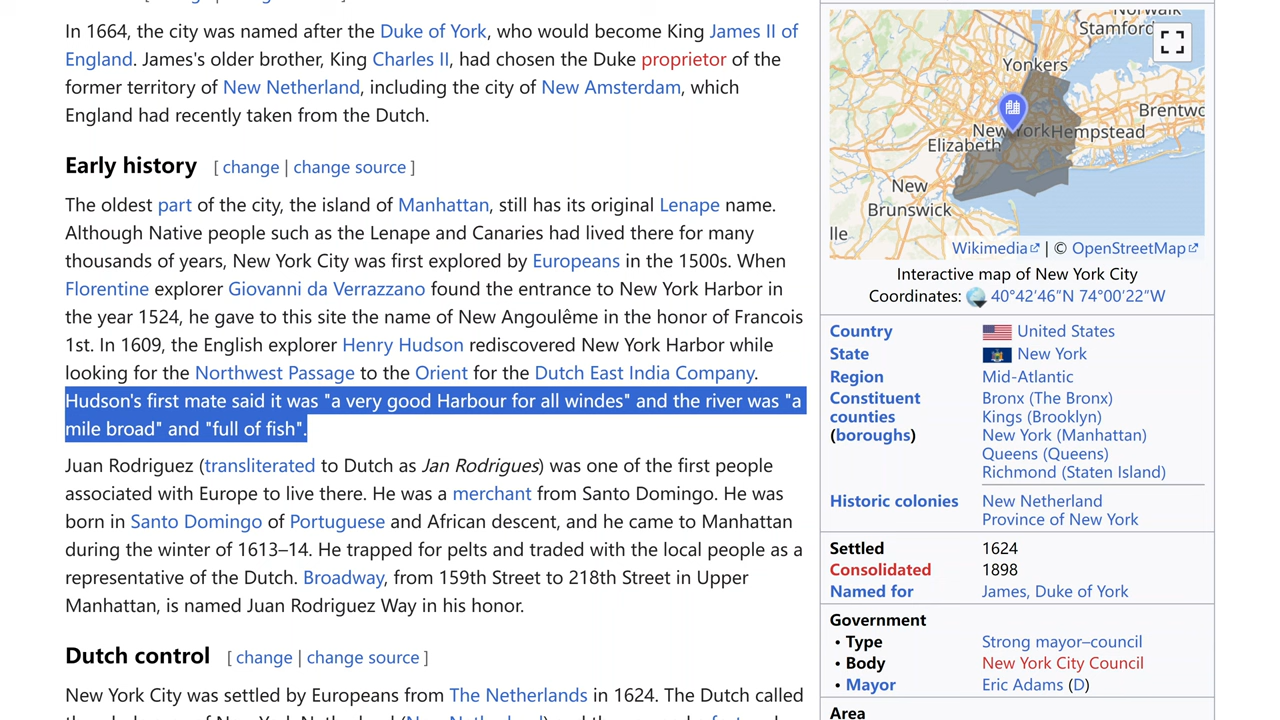 In 1664, the city was named after the Duke of York, who would become King James II of
England. James's older brother, King Charles II, had chosen the Duke proprietor of the
former territory of New Netherland, including the city of New Amsterdam, which
England had recently taken from the Dutch.
Early history [ change | change source ]
The oldest part of the city, the island of Manhattan, still has its original Lenape name.
Although Native people such as the Lenape and Canaries had lived there for many
thousands of years, New York City was first explored by Europeans in the 1500s. When
Florentine explorer Giovanni da Verrazzano found the entrance to New York Harbor in
the year 1524, he gave to this site the name of New Angoulême in the honor of Francois
1st. In 1609, the English explorer Henry Hudson rediscovered New York Harbor while
looking for the Northwest Passage to the Orient for the Dutch East India Company.
Hudson's first mate said it was "a very good Harbour for all windes" and the river was "a
mile broad" and "full of fish".
Juan Rodriguez (transliterated to Dutch as Jan Rodrigues) was one of the first people
associated with Europe to live there. He was a merchant from Santo Domingo. He was
born in Santo Domingo of Portuguese and African descent, and he came to Manhattan
during the winter of 1613–14. He trapped for pelts and traded with the local people as a
representative of the Dutch. Broadway, from 159th Street to 218th Street in Upper
Manhattan, is named Juan Rodriguez Way in his honor.
Dutch control [ change | change source ]
New York City was settled by Europeans from The Netherlands in 1624. The Dutch called
Norwalk
Stamford
Yonkers
Brentwo
New York Hempstead
Elizabeth
New
Brunswick
lle
Wikimedia | © OpenStreetMap
Interactive map of New York City
Coordinates: 40°42′46″N 74°00′22″W
Country United States
State New York
Region Mid-Atlantic
Constituent Bronx (The Bronx)
counties Kings (Brooklyn)
(boroughs) New York (Manhattan)
Queens (Queens)
Richmond (Staten Island)
Historic colonies New Netherland
Province of New York
Settled 1624
Consolidated 1898
Named for James, Duke of York
Government
• Type Strong mayor–council
• Body New York City Council
• Mayor Eric Adams (D)
Area